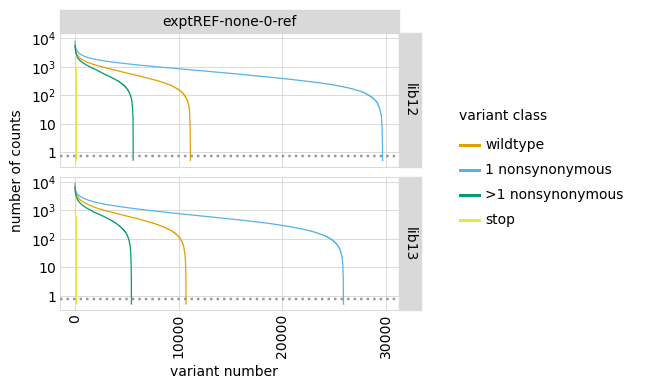 exptREF-none-0-ref
number of counts
10⁴
10³
10²
10
1
lib12
10⁴
10³
10²
10
1
lib13
0
10000
20000
30000
variant number
variant class
wildtype
1 nonsynonymous
>1 nonsynonymous
stop